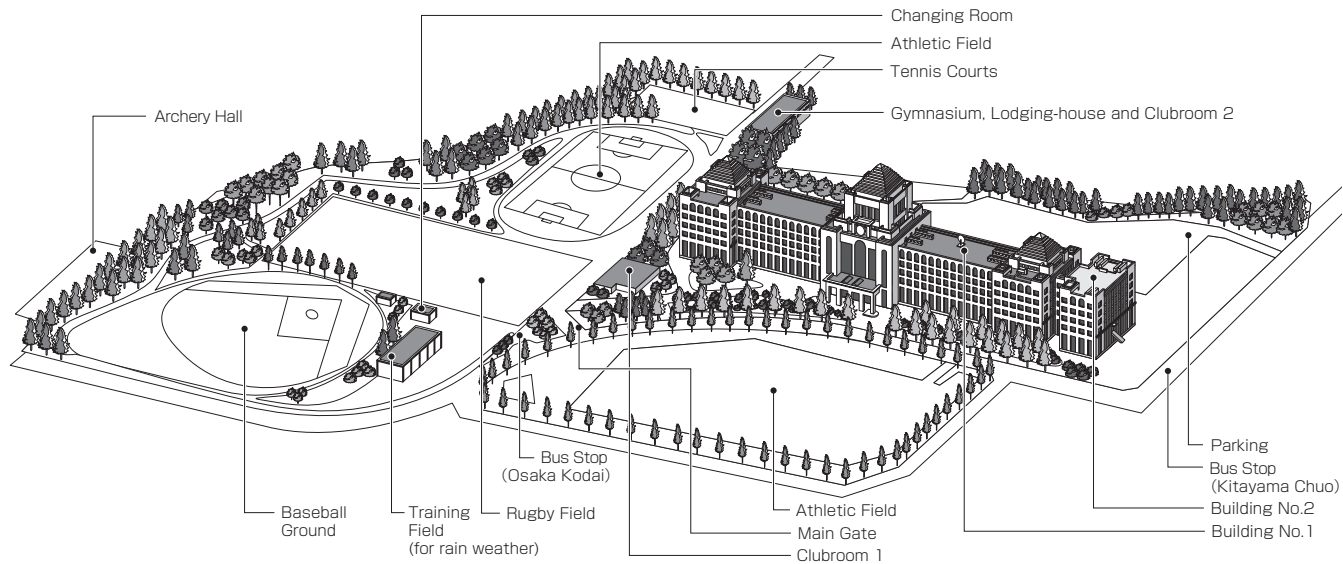 Changing Room
Athletic Field
Tennis Courts
Gymnasium, Lodging-house and Clubroom 2
Archery Hall
Parking
Bus Stop
(Kitayama Chuo)
Building No.2
Building No.1
Bus Stop
(Osaka Kodai)
Baseball
Ground
Training
Field
(for rain weather)
Rugby Field
Athletic Field
Main Gate
Clubroom 1